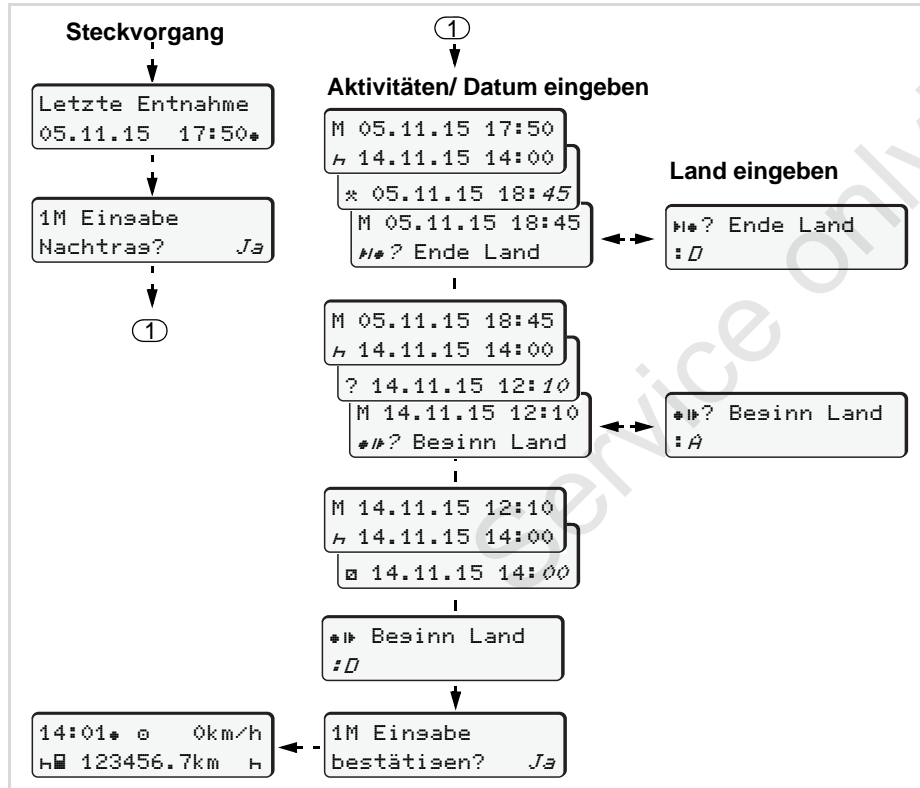 Steckvorgang
Letzte Entnahme
05.11.15 17:50
1M Eingabe
Nachtrag? Ja
1
1
Aktivitäten/ Datum eingeben
M 05.11.15 17:50
14.11.15 14:00
05.11.15 18:45
M 05.11.15 18:45
? Ende Land
Land eingeben
? Ende Land
:D
M 05.11.15 18:45
14.11.15 14:00
? 14.11.15 12:10
M 14.11.15 12:10
? Beginn Land
? Beginn Land
:A
M 14.11.15 12:10
14.11.15 14:00
14.11.15 14:00
Beginn Land
:D
1M Eingabe
bestätigen? Ja
14:01 0km/h
123456.7km
Service only